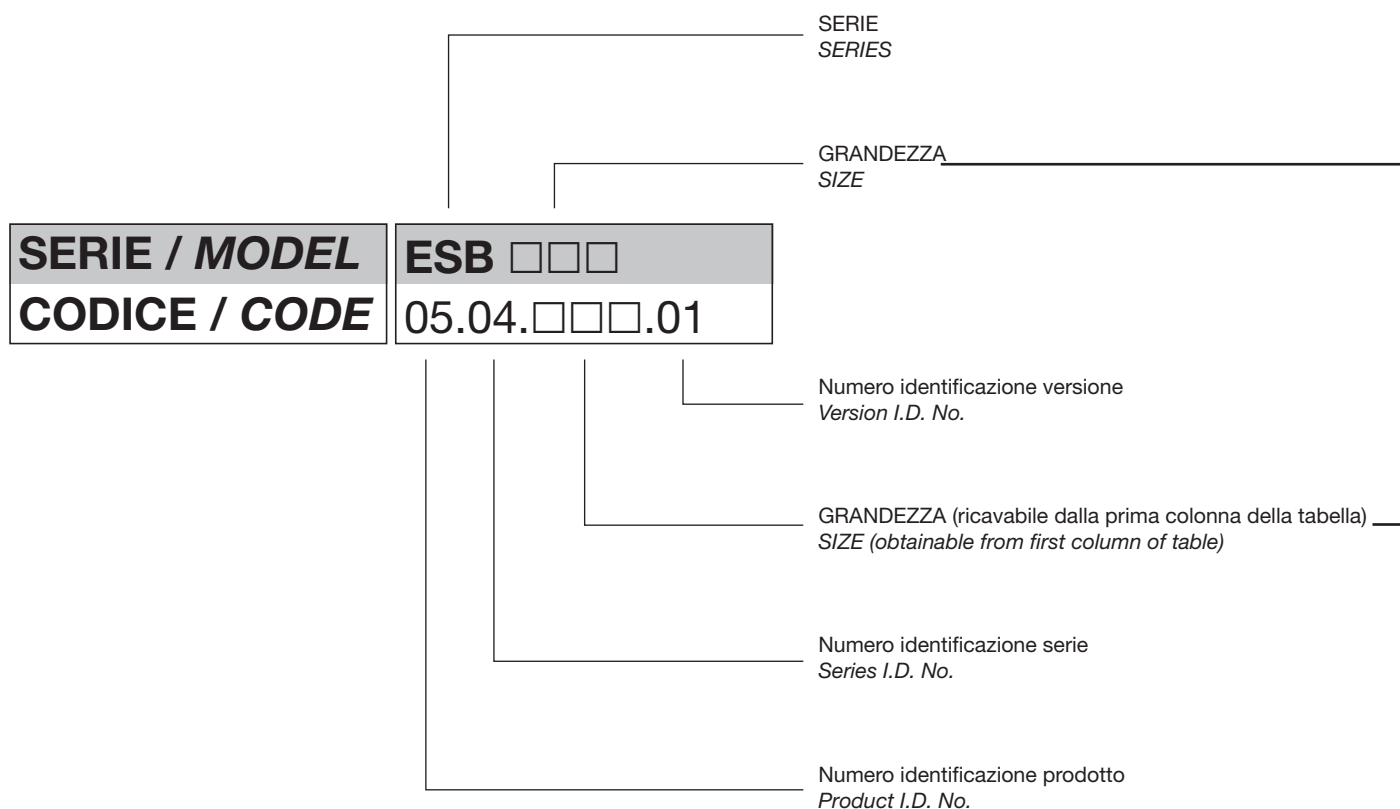 SERIE
SERIES
GRANDEZZA
SIZE
SERIE / MODEL ESB □□□
CODICE / CODE 05.04.□□□.01
Numero identificazione versione
Version I.D. No.
GRANDEZZA (ricavabile dalla prima colonna della tabella)
SIZE (obtainable from first column of table)
Numero identificazione serie
Series I.D. No.
Numero identificazione prodotto
Product I.D. No.